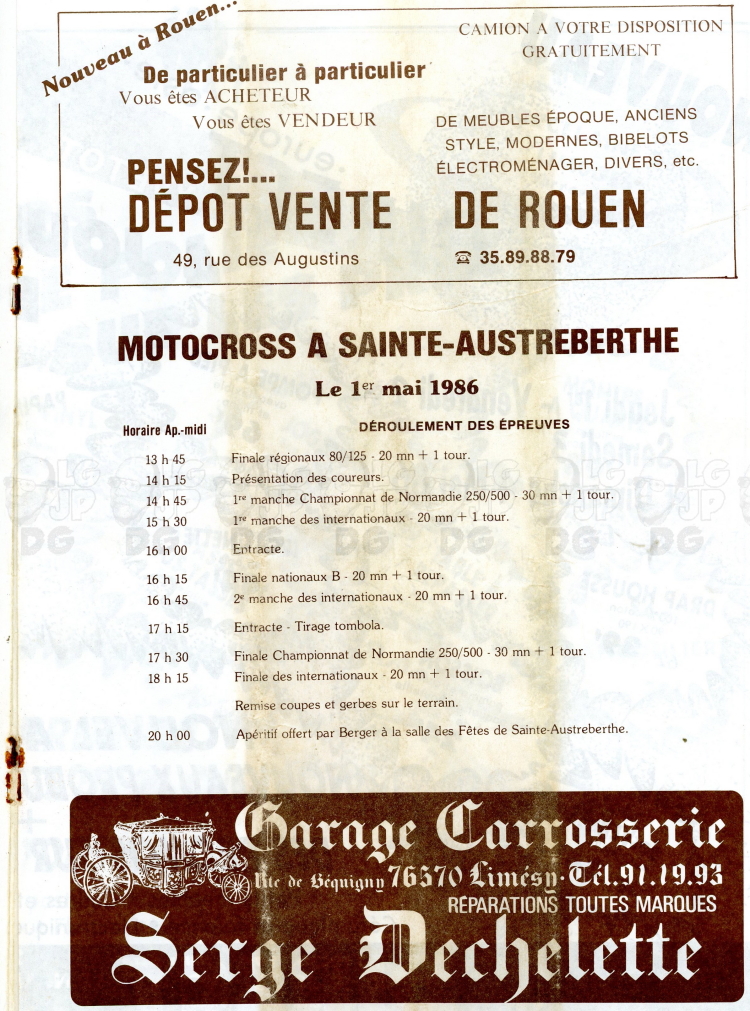 Nouveau à Rouen...
De particulier à particulier
Vous êtes ACHETEUR
Vous êtes VENDEUR
CAMION A VOTRE DISPOSITION
GRATUITEMENT
DE MEUBLES ÉPOQUE, ANCIENS
STYLE, MODERNES, BIBELOTS
ÉLECTROMÉNAGER, DIVERS, etc.
PENSEZ!...
DÉPOT VENTE DE ROUEN
49, rue des Augustins ☎ 35.89.88.79
MOTOCROSS A SAINTE-AUSTREBERTHE
Le 1er mai 1986
Horaire Ap.-midi DÉROULEMENT DES ÉPREUVES
13 h 45 Finale régionaux 80/125 - 20 mn + 1 tour.
14 h 15 Présentation des coureurs.
14 h 45 1re manche Championnat de Normandie 250/500 - 30 mn + 1 tour.
15 h 30 1re manche des internationaux - 20 mn + 1 tour.
16 h 00 Entracte.
16 h 15 Finale nationaux B - 20 mn + 1 tour.
16 h 45 2e manche des internationaux - 20 mn + 1 tour.
17 h 15 Entracte - Tirage tombola.
17 h 30 Finale Championnat de Normandie 250/500 - 30 mn + 1 tour.
18 h 15 Finale des internationaux - 20 mn + 1 tour.
Remise coupes et gerbes sur le terrain.
20 h 00 Apéritif offert par Berger à la salle des Fêtes de Sainte-Austreberthe.
Garage Carrosserie
Rte de Béquigny 76570 Limésy - Tél. 91.19.93
RÉPARATIONS TOUTES MARQUES
Serge Dechelette
LG
JP
DG